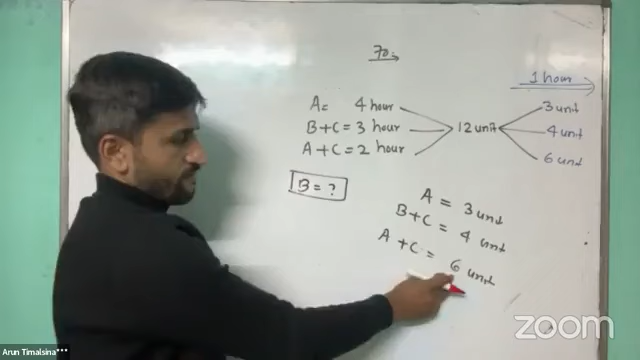 70.
1 hour
A = 4 hour
B+C = 3 hour
A+C = 2 hour
12 unit
3 unit
4 unit
6 unit
B = ?
A = 3 unit
B+C = 4 unit
A+C = 6 unit
zoom
Arun Timalsina***